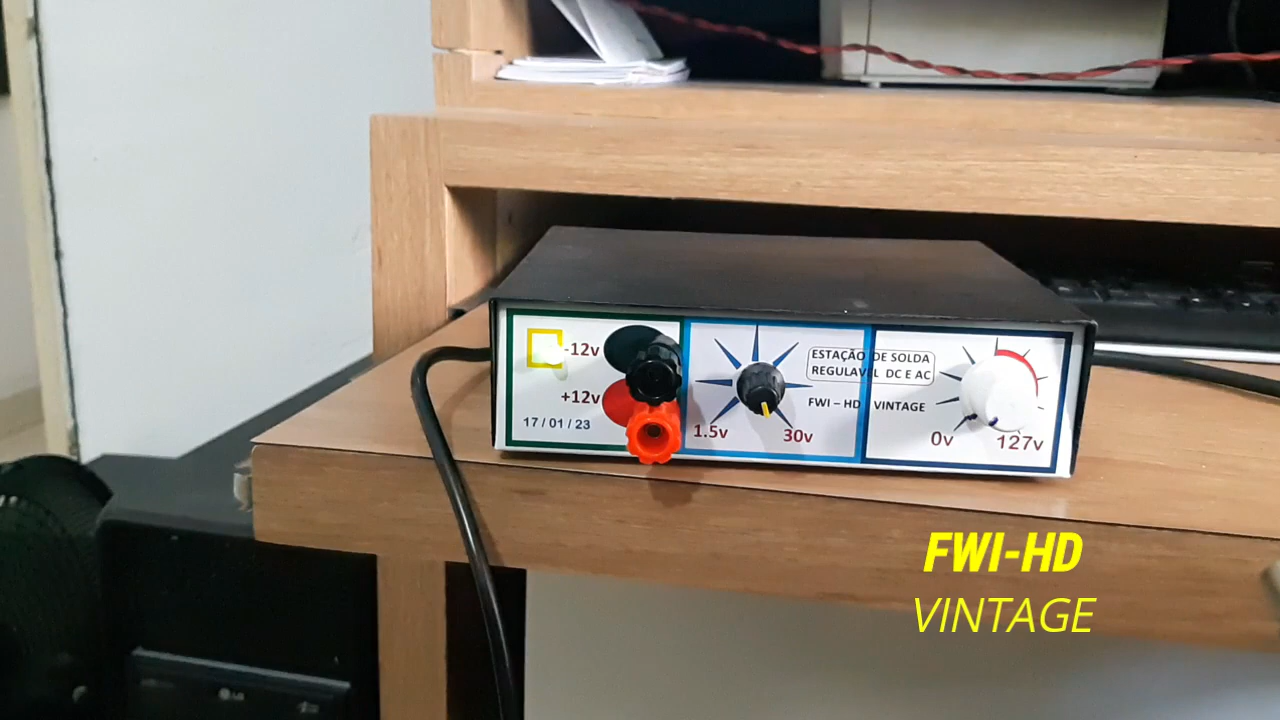 -12v
+12v
17 / 01 / 23
1.5v
30v
ESTAÇÃO DE SOLDA
REGULAVEL DC E AC
FWI – HD VINTAGE
0v
127v
FWI-HD
VINTAGE
LG